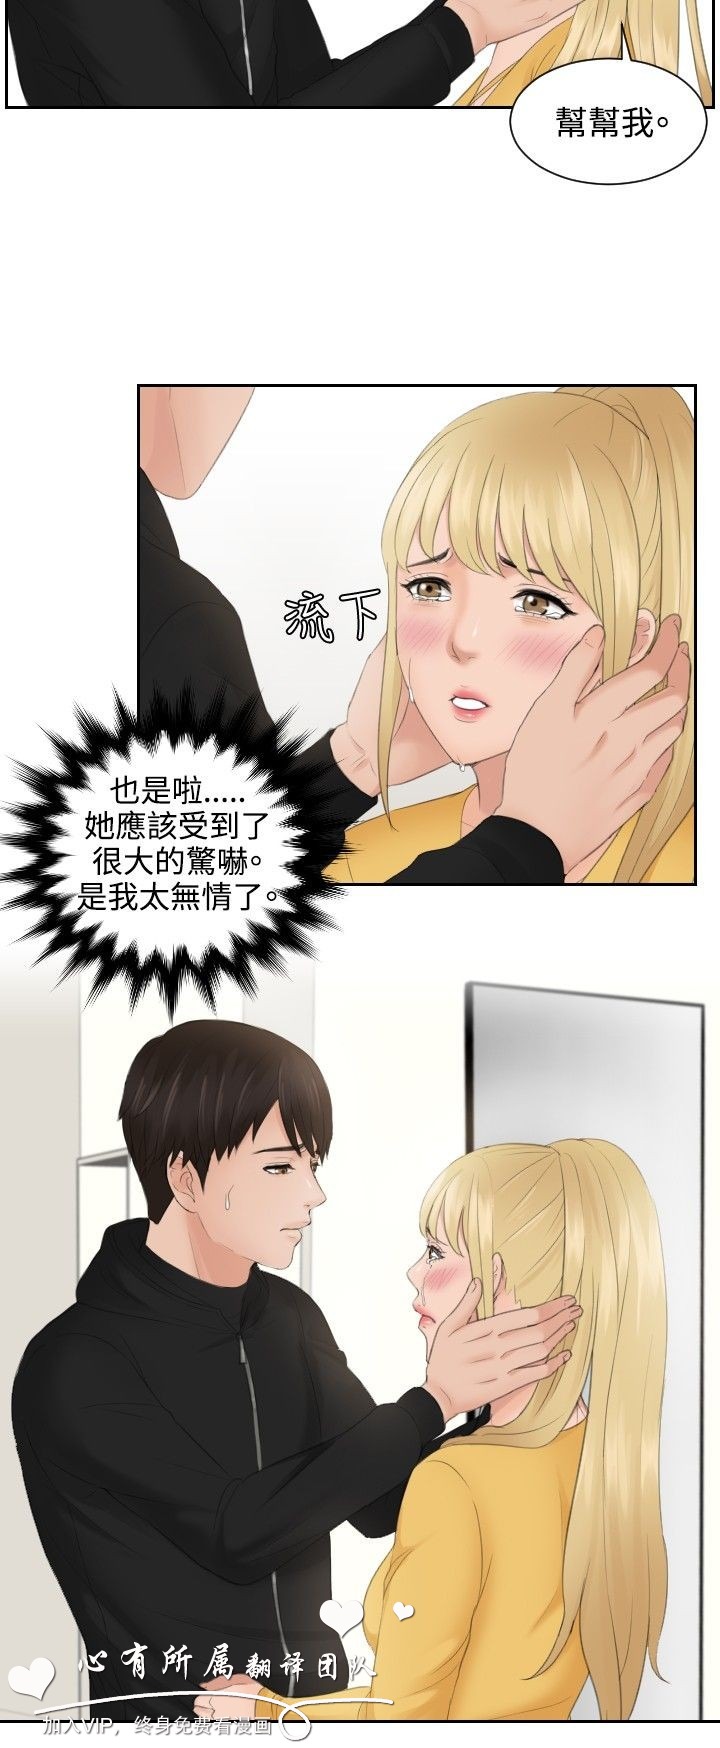 幫幫我。
流下
也是啦.....
她應該受到了
很大的驚嚇。
是我太無情了。
心有所属翻译团队
加入VIP，终身免费看漫画